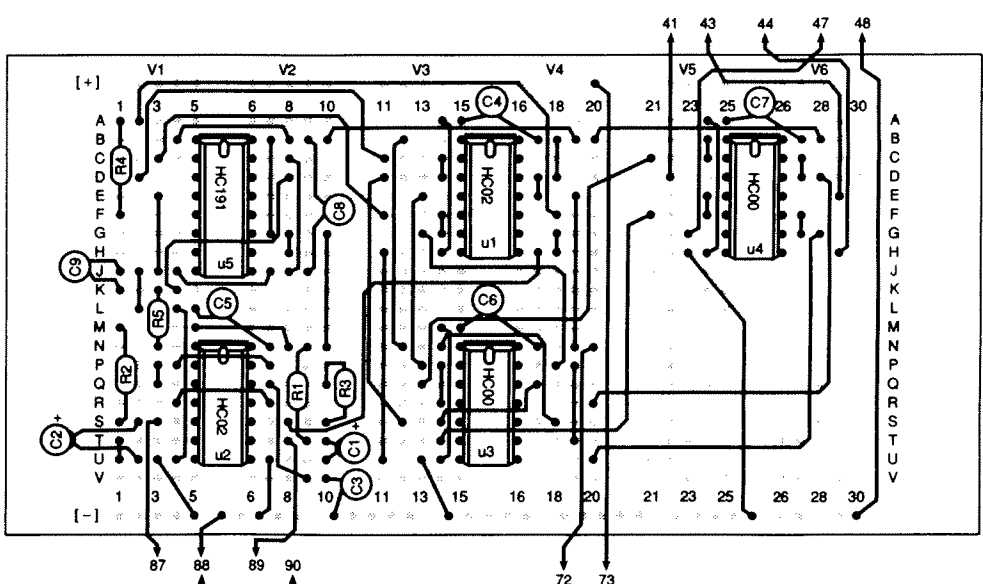 41 43 44 47 48
[+] V1 V2 V3 V4 V5 V6
1 3 5 6 8 10 11 13 15 C4 16 18 20 21 23 25 C7 26 28 30
A A
B B
C R4 C
D D
E HC191 HC02 HC00 E
F C8 F
G G
H u5 u1 u4 H
C9 J J
K K
L C5 C6 L
M R5 M
N N
P P
Q R2 R1 R3 HC00 Q
R HC02 R
S S
+ +
C2 T C1 T
U u2 u3 U
V C3 V
1 3 5 6 8 10 11 13 15 16 18 20 21 23 25 26 28 30
[-]
87 88 89 90 72 73